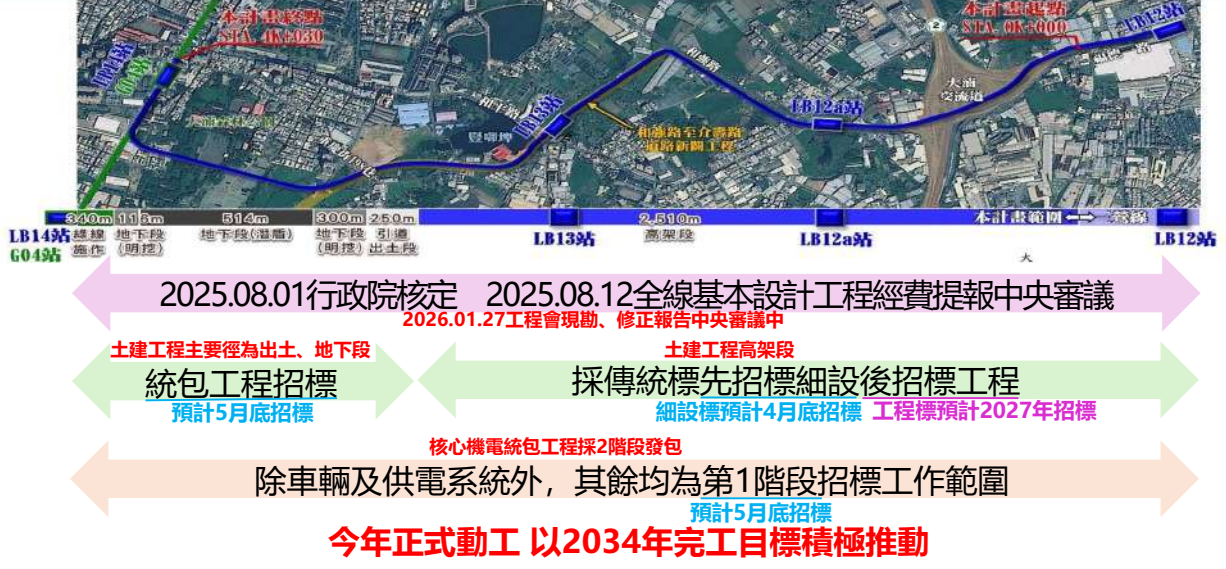 本計畫終點
STA. 4K+030
本計畫起點
STA. 0K+000
LB12站
LB14站
G04站
2
大湳
交流道
LB12a站
LB13站
和強路
和強路至介壽路
道路新闢工程
340m 115m 514m 300m 250m 2,510m 本計畫範圍 三鶯線
LB14站 綠線 地下段 地下段(潛盾) 地下段 引道 高架段
G04站 施作 (明挖) (明挖) 出土段
LB13站 LB12a站 LB12站
大
2025.08.01行政院核定 2025.08.12全線基本設計工程經費提報中央審議
2026.01.27工程會現勘、修正報告中央審議中
土建工程主要徑為出土、地下段 土建工程高架段
統包工程招標 採傳統標先招標細設後招標工程
預計5月底招標 細設標預計4月底招標 工程標預計2027年招標
核心機電統包工程採2階段發包
除車輛及供電系統外，其餘均為第1階段招標工作範圍
預計5月底招標
今年正式動工 以2034年完工目標積極推動